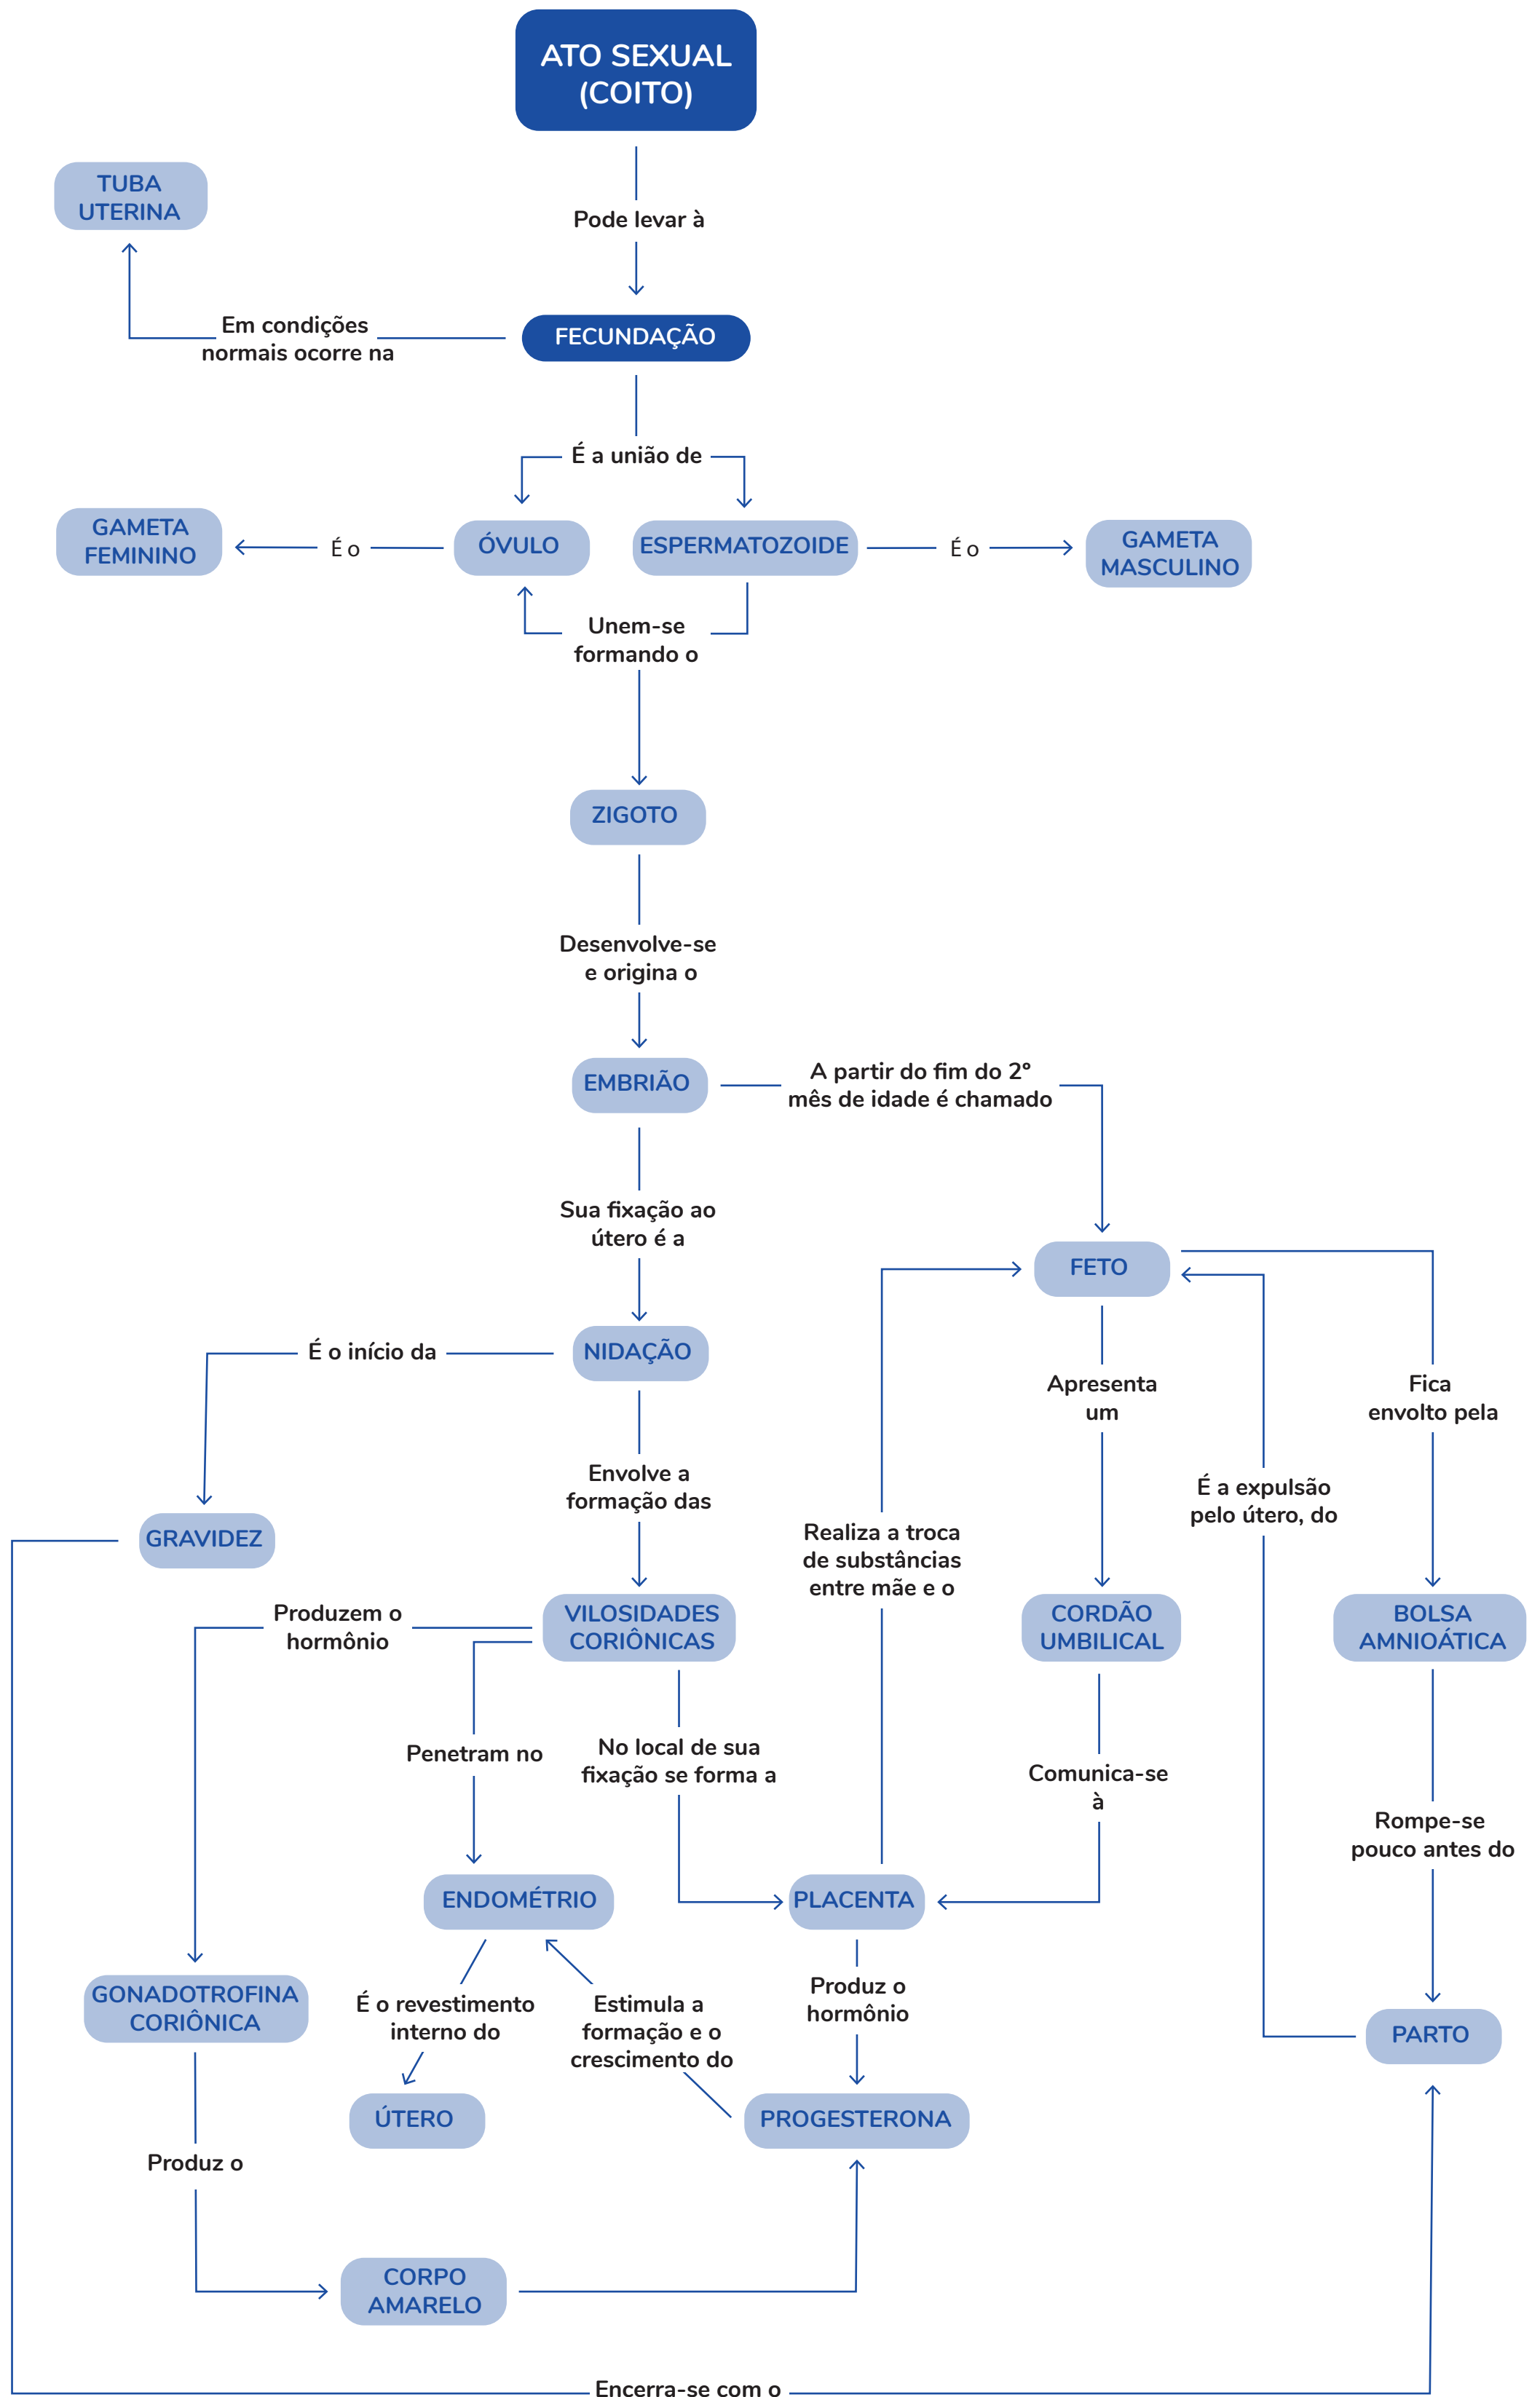 ATO SEXUAL
(COITO)
TUBA
UTERINA
Pode levar à
Em condições
normais ocorre na
FECUNDAÇÃO
É a união de
GAMETA
FEMININO
É o
ÓVULO
ESPERMATOZOIDE
É o
GAMETA
MASCULINO
Unem-se
formando o
ZIGOTO
Desenvolve-se
e origina o
EMBRIÃO
A partir do fim do 2º
mês de idade é chamado
Sua fixação ao
útero é a
FETO
É o início da
NIDAÇÃO
Apresenta
um
Fica
envolto pela
Envolve a
formação das
É a expulsão
pelo útero, do
GRAVIDEZ
Realiza a troca
de substâncias
entre mãe e o
Produzem o
hormônio
VILOSIDADES
CORIÔNICAS
CORDÃO
UMBILICAL
BOLSA
AMNIOÁTICA
Penetram no
No local de sua
fixação se forma a
Comunica-se
à
Rompe-se
pouco antes do
ENDOMÉTRIO
PLACENTA
GONADOTROFINA
CORIÔNICA
É o revestimento
interno do
Estimula a
formação e o
crescimento do
Produz o
hormônio
PARTO
ÚTERO
PROGESTERONA
Produz o
CORPO
AMARELO
Encerra-se com o